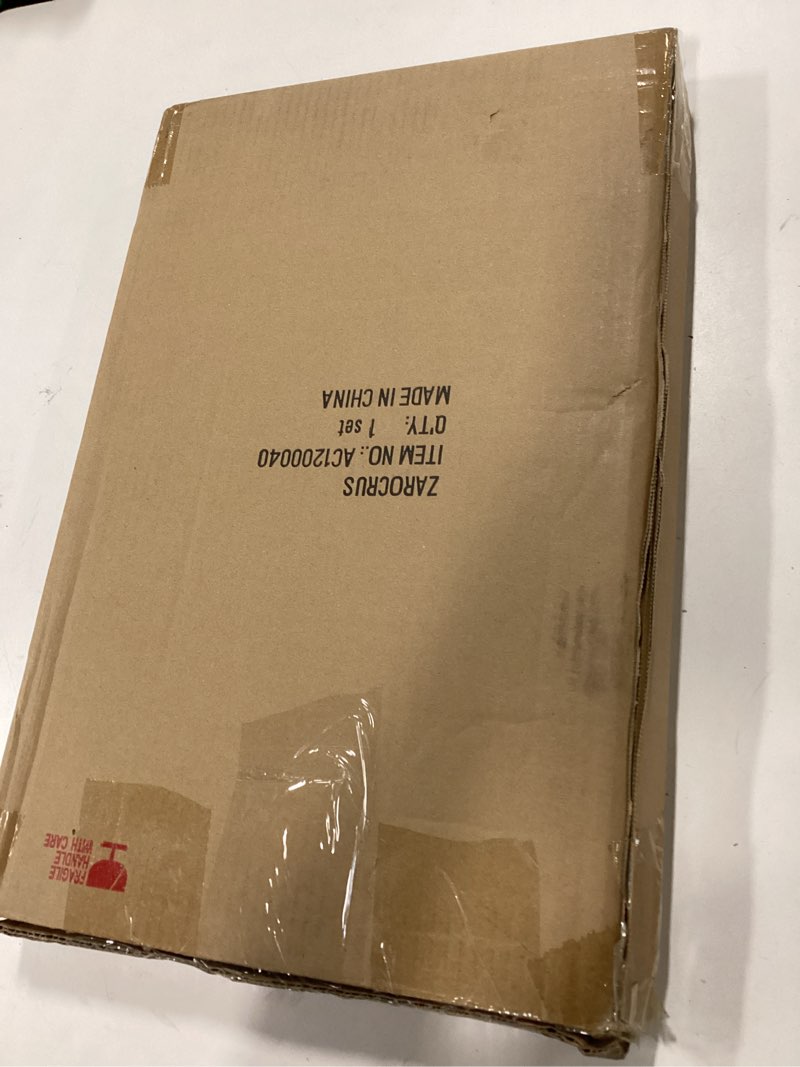 ZAROCRUS
ITEM NO.: AC1200040
Q'TY: 1 set
MADE IN CHINA
FRAGILE
HANDLE
WITH CARE